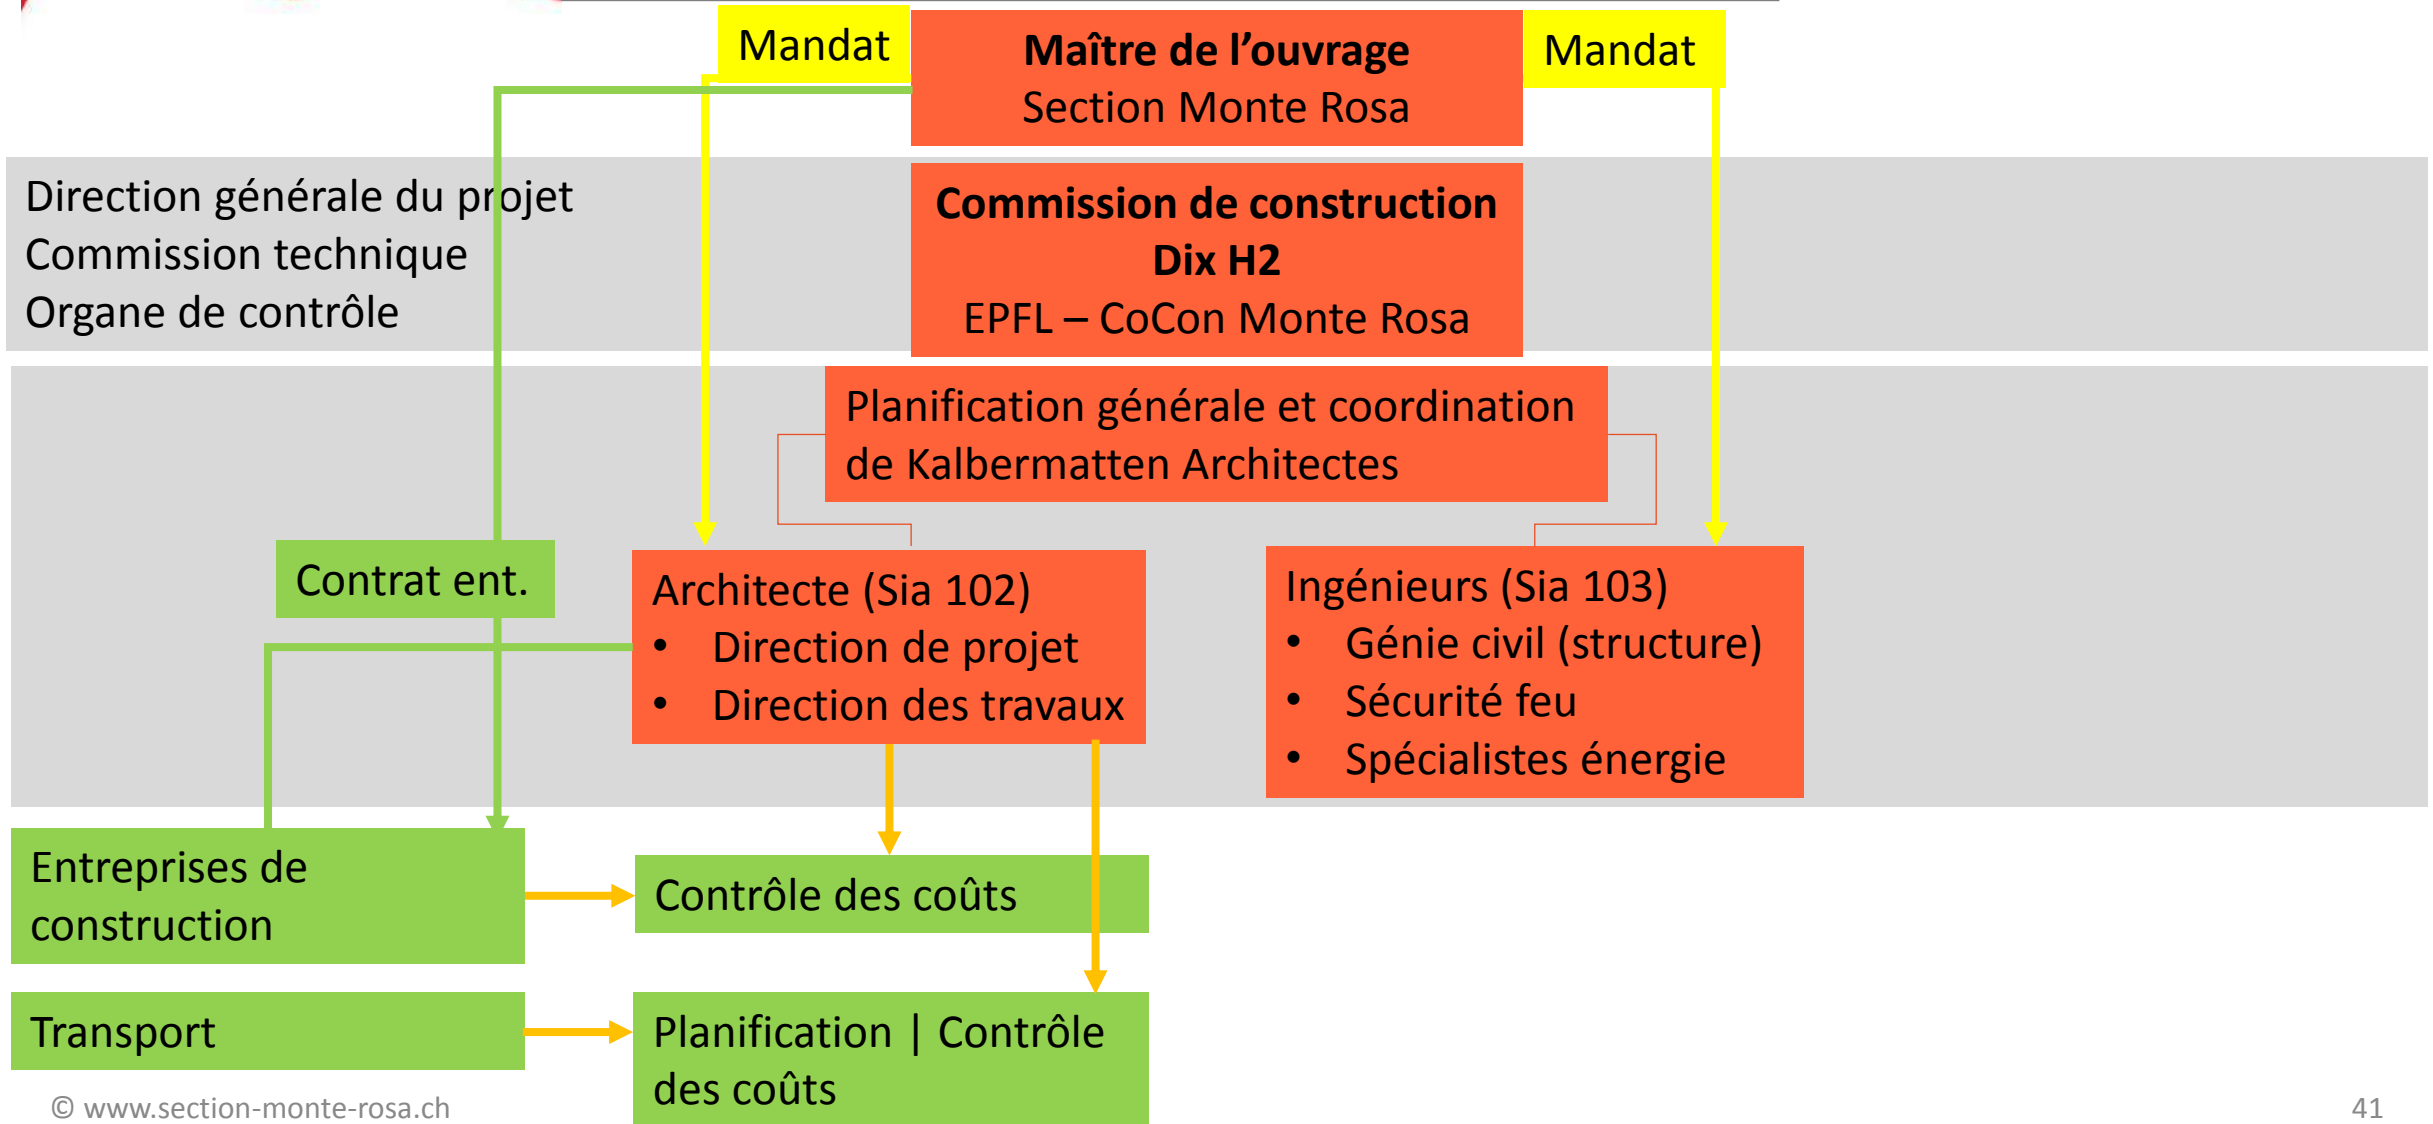 Mandat
Maître de l’ouvrage
Section Monte Rosa
Mandat
Direction générale du projet
Commission technique
Organe de contrôle
Commission de construction
Dix H2
EPFL – CoCon Monte Rosa
Planification générale et coordination
de Kalbermatten Architectes
Contrat ent.
Architecte (Sia 102)
• Direction de projet
• Direction des travaux
Ingénieurs (Sia 103)
• Génie civil (structure)
• Sécurité feu
• Spécialistes énergie
Entreprises de
construction
Contrôle des coûts
Transport
Planification | Contrôle
des coûts
© www.section-monte-rosa.ch
41